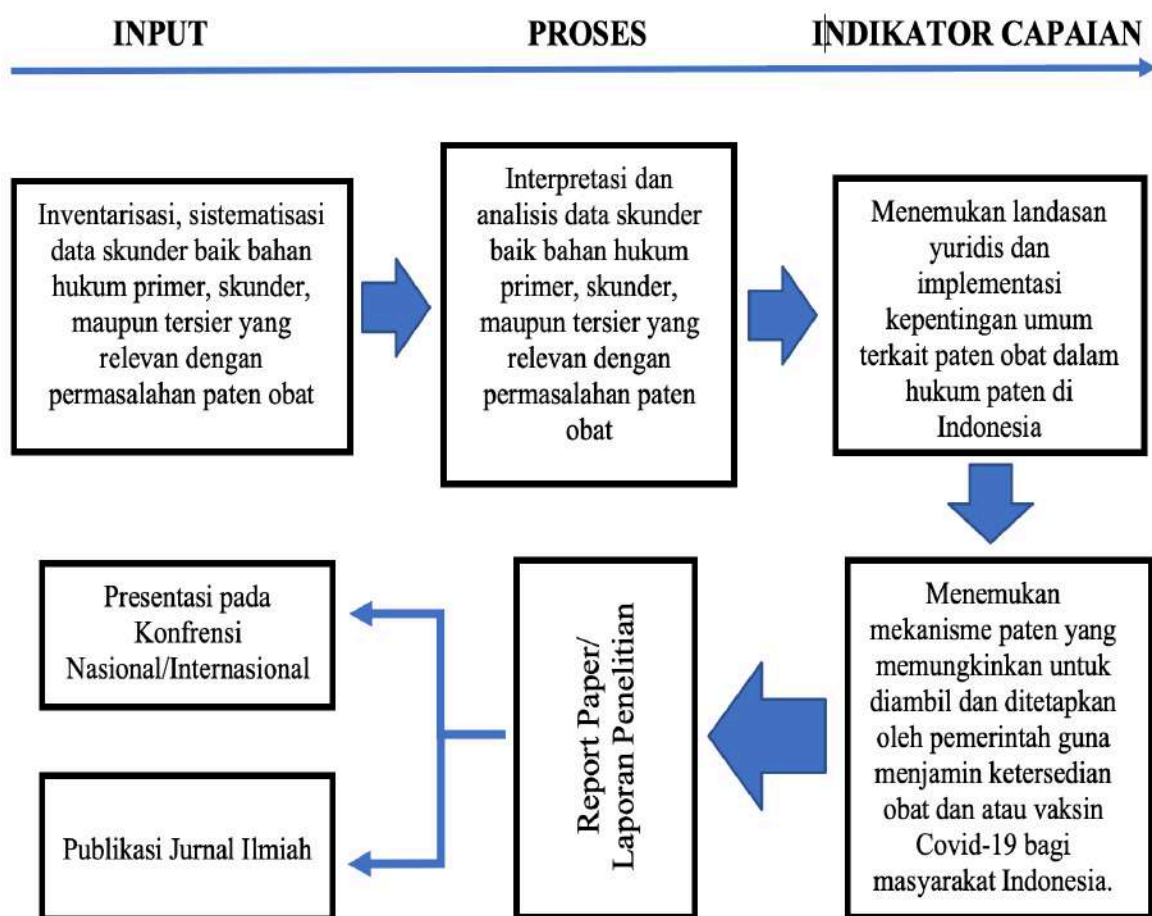 INPUT
PROSES
INDIKATOR CAPAIAN
Inventarisasi, sistematisasi
data skunder baik bahan
hukum primer, skunder,
maupun tersier yang
relevan dengan
permasalahan paten obat
Interpretasi dan
analisis data skunder
baik bahan hukum
primer, skunder,
maupun tersier yang
relevan dengan
permasalahan paten
obat
Menemukan landasan
yuridis dan
implementasi
kepentingan umum
terkait paten obat dalam
hukum paten di
Indonesia
Menemukan
mekanisme paten yang
memungkinkan untuk
diambil dan ditetapkan
oleh pemerintah guna
menjamin ketersedian
obat dan atau vaksin
Covid-19 bagi
masyarakat Indonesia.
Report Paper/
Laporan Penelitian
Presentasi pada
Konfrensi
Nasional/Internasional
Publikasi Jurnal Ilmiah